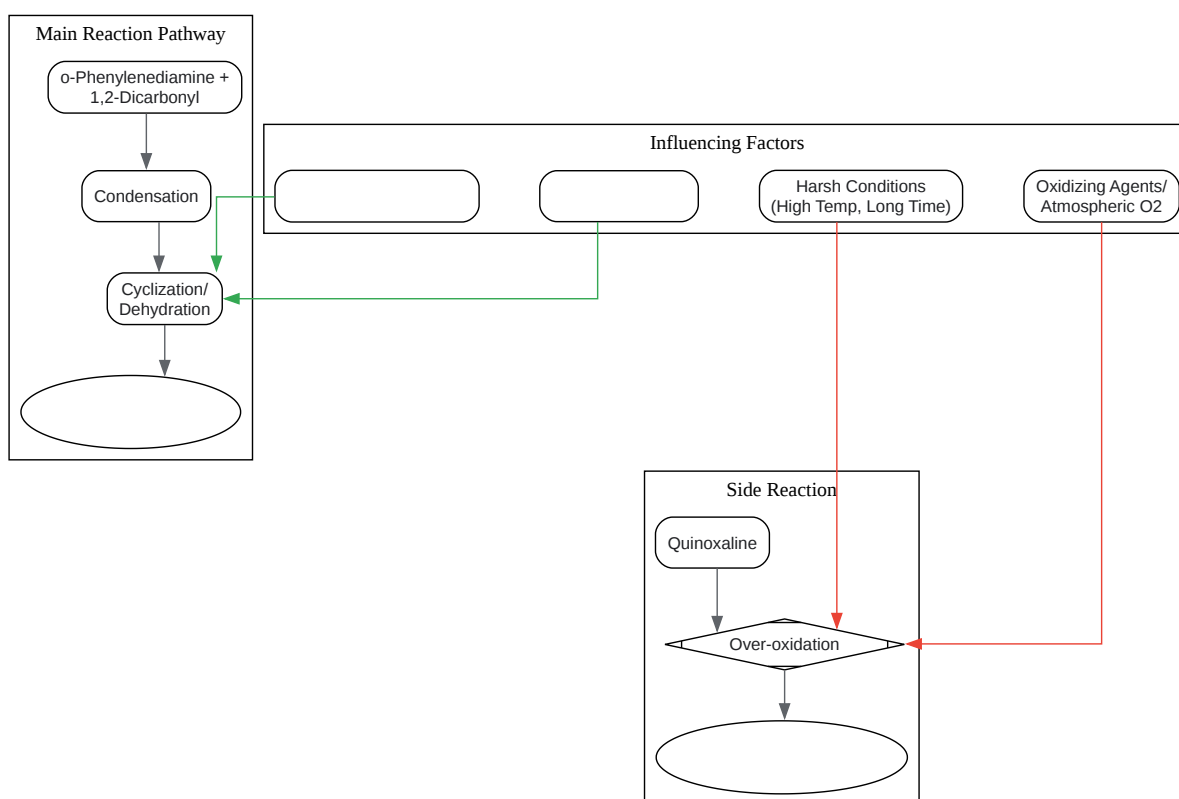 Main Reaction Pathway
o-Phenylenediamine +
1,2-Dicarbonyl
Condensation
Cyclization/
Dehydration
Influencing Factors
Harsh Conditions
(High Temp, Long Time)
Oxidizing Agents/
Atmospheric O2
Side Reaction
Quinoxaline
Over-oxidation